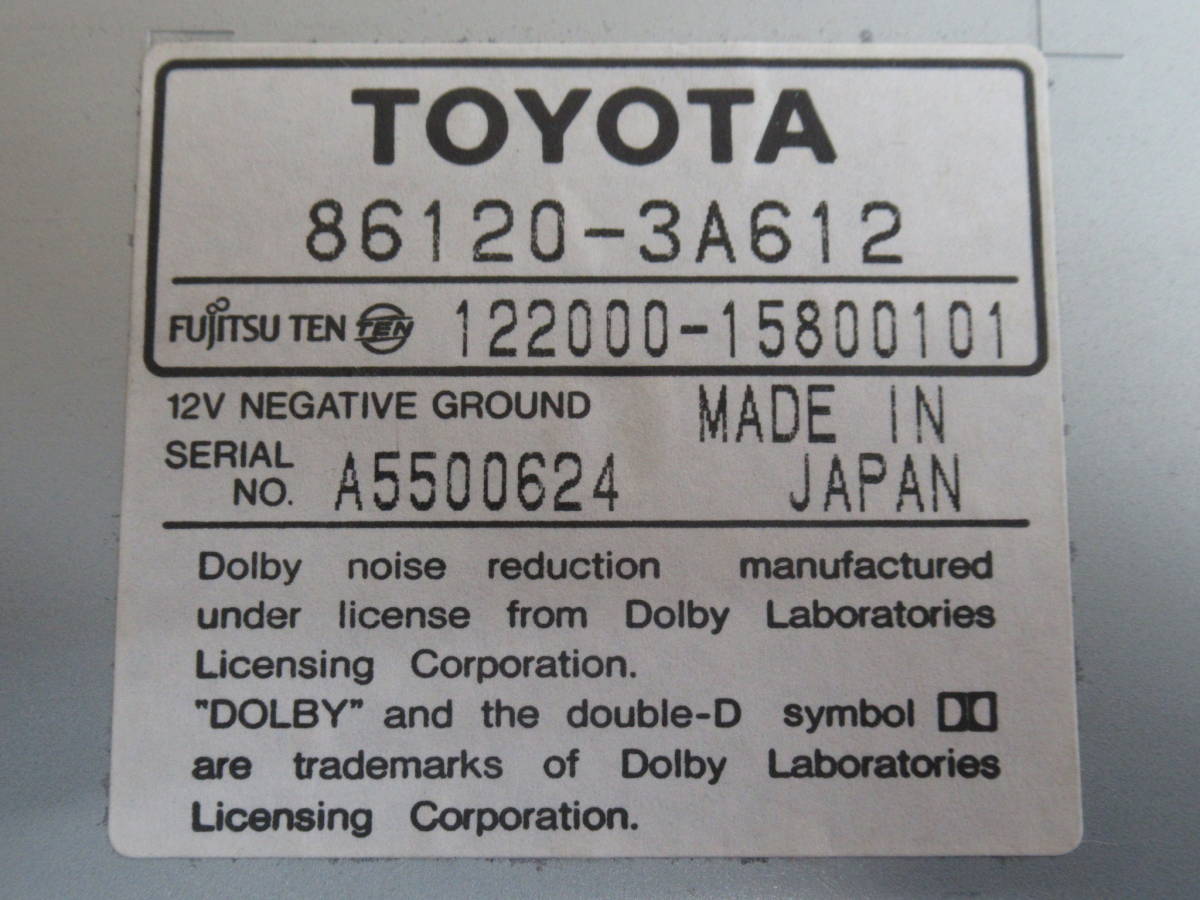 TOYOTA
86120-3A612
FUJITSU TEN TEN 122000-15800101
12V NEGATIVE GROUND MADE IN
SERIAL NO. A5500624 JAPAN
Dolby noise reduction manufactured
under license from Dolby Laboratories
Licensing Corporation.
"DOLBY" and the double-D symbol
are trademarks of Dolby Laboratories
Licensing Corporation.